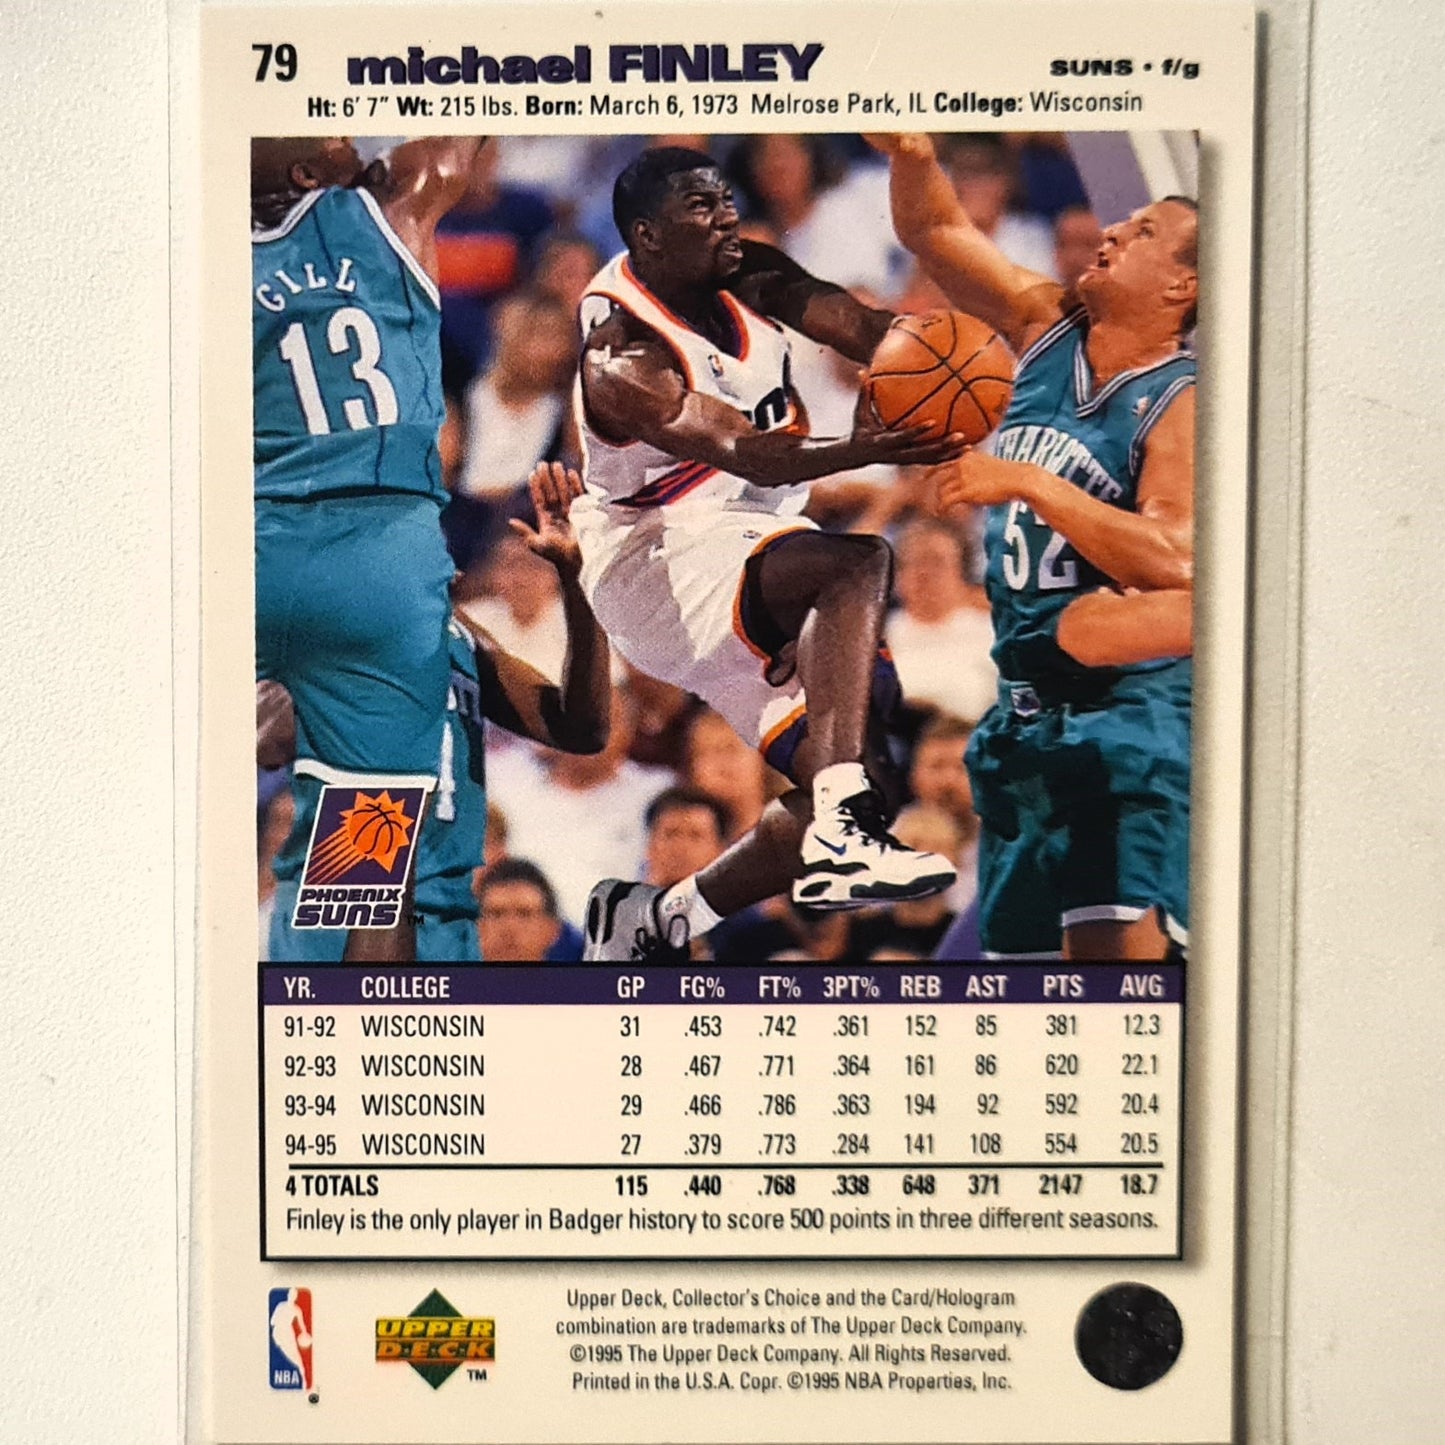 79 michael FINLEY SUNS • f/g
Ht: 6' 7" Wt: 215 lbs. Born: March 6, 1973 Melrose Park, IL College: Wisconsin
GILL
13
CHARLOTTE
52
PHOENIX
SUNS™
YR. COLLEGE GP FG% FT% 3PT% REB AST PTS AVG
91-92 WISCONSIN 31 .453 .742 .361 152 85 381 12.3
92-93 WISCONSIN 28 .467 .771 .364 161 86 620 22.1
93-94 WISCONSIN 29 .466 .786 .363 194 92 592 20.4
94-95 WISCONSIN 27 .379 .773 .284 141 108 554 20.5
4 TOTALS 115 .440 .768 .338 648 371 2147 18.7
Finley is the only player in Badger history to score 500 points in three different seasons.
NBA ®
UPPER
D·E·C·K ™
Upper Deck, Collector's Choice and the Card/Hologram
combination are trademarks of The Upper Deck Company.
©1995 The Upper Deck Company. All Rights Reserved.
Printed in the U.S.A. Copr. ©1995 NBA Properties, Inc.